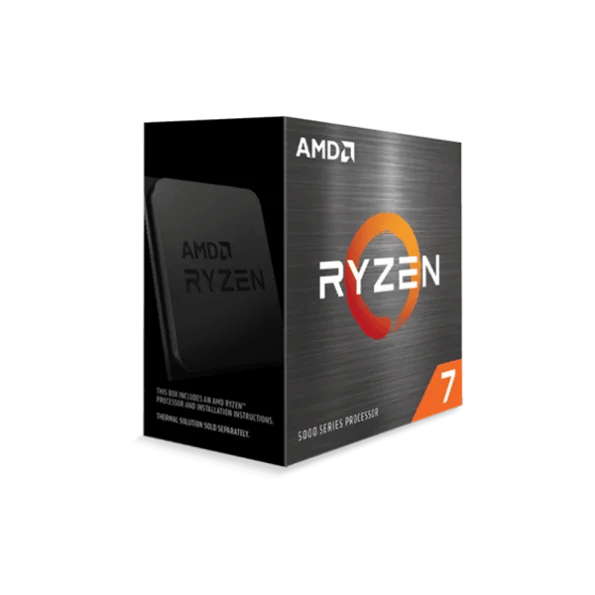 AMD
RYZEN
THIS BOX INCLUDES AN AMD RYZEN™
PROCESSOR AND INSTALLATION INSTRUCTIONS.
THERMAL SOLUTION SOLD SEPARATELY.
AMD
RYZEN
7
5000 SERIES PROCESSOR